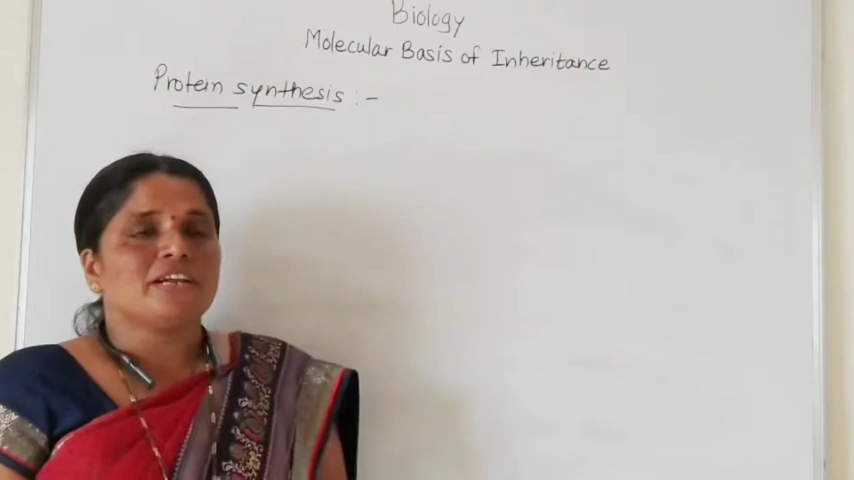 Biology
Molecular Basis of Inheritance
Protein synthesis :-